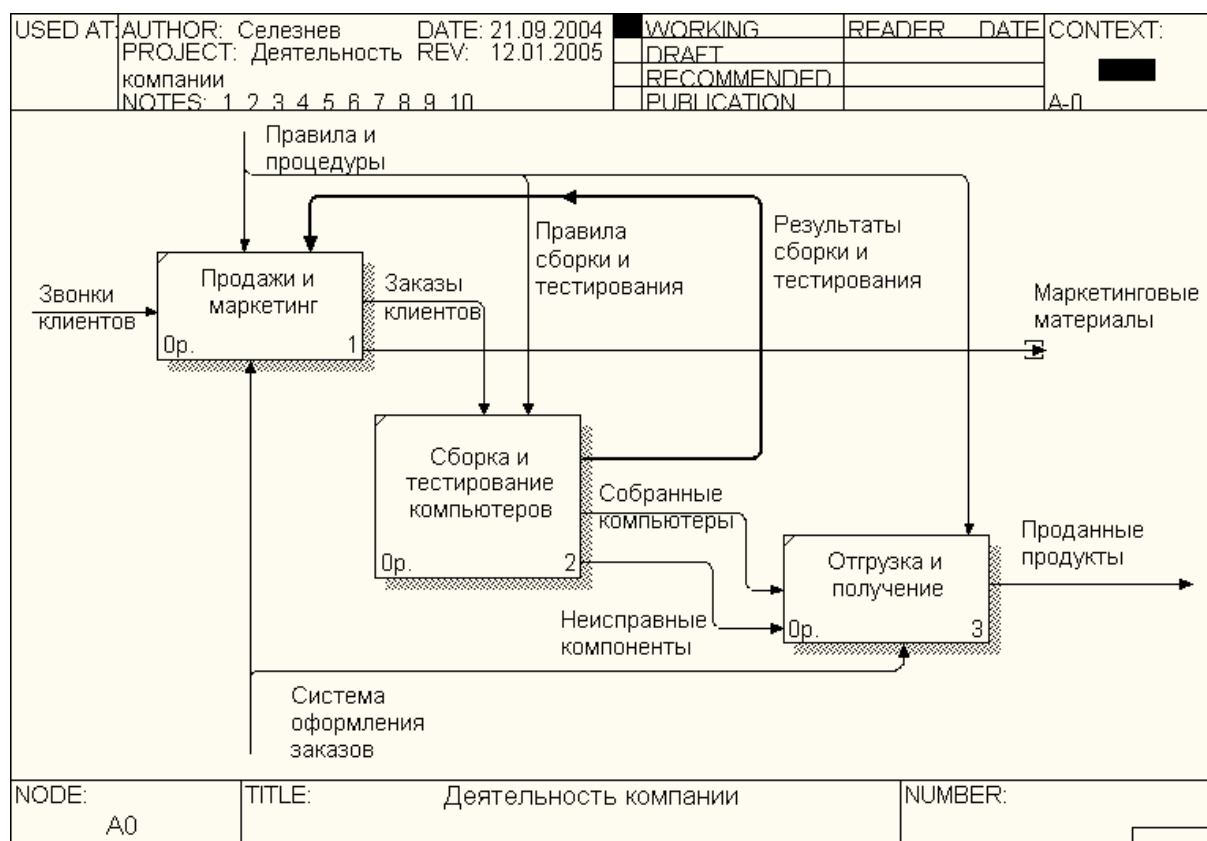 USED AT:
AUTHOR: Селезнев
DATE: 21.09.2004
PROJECT: Деятельность
REV: 12.01.2005
компании
NOTES: 1 2 3 4 5 6 7 8 9 10
WORKING
DRAFT
RECOMMENDED
PUBLICATION
READER
DATE
CONTEXT:
A-0
Правила и
процедуры
Правила
сборки и
тестирования
Результаты
сборки и
тестирования
Звонки
клиентов
Продажи и
маркетинг
0р.
1
Заказы
клиентов
Маркетинговые
материалы
Сборка и
тестирование
компьютеров
0р.
2
Собранные
компьютеры
Неисправные
компоненты
Отгрузка и
получение
0р.
3
Проданные
продукты
Система
оформления
заказов
NODE:
A0
TITLE:
Деятельность компании
NUMBER: